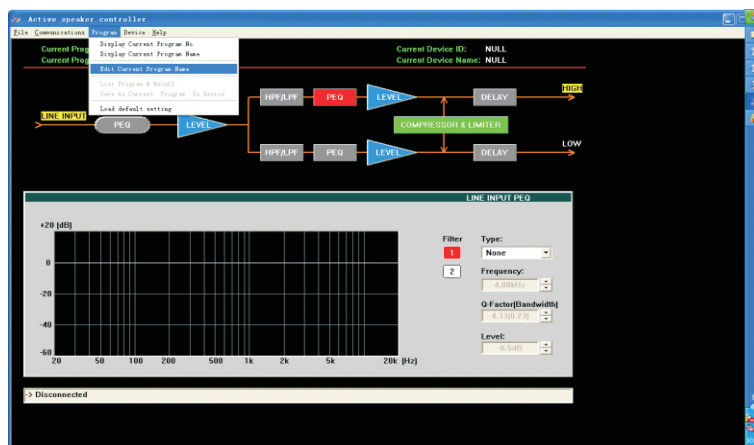 Active speaker controller
File Communications Program Device Help
Current Prog
Current Prog
Display Current Program No
Display Current Program Name
Edit Current Program Name
List Program & Recall
Save As Current Program In Device
Load default setting
Current Device ID: NULL
Current Device Name: NULL
HIGH
HPF/LPF PEQ LEVEL DELAY
LINE INPUT
PEQ LEVEL
COMPRESSOR & LIMITER
LOW
HPF/LPF PEQ LEVEL DELAY
LINE INPUT PEQ
+20 (dB)
0
-20
-40
-60
20 50 100 200 500 1k 2k 5k 20k (Hz)
Filter
1
2
Type:
None
Frequency:
4.00kHz
Q-Factor(Bandwidth)
4.33(0.23)
Level:
-0.5dB
-> Disconnected